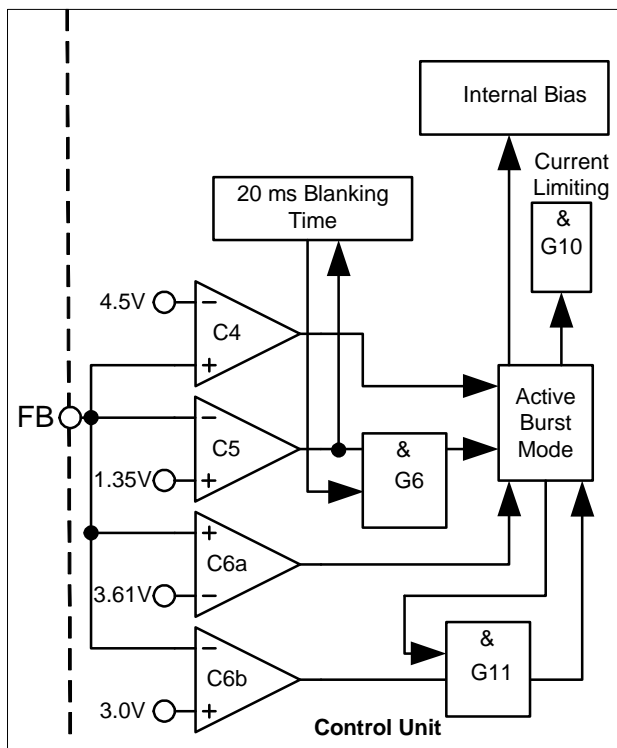 Internal Bias
Current
Limiting
20 ms Blanking
Time
&
G10
4.5V
−
C4
+
Active
Burst
Mode
FB
−
C5
1.35V
+
&
G6
+
C6a
3.61V
−
&
G11
−
C6b
3.0V
+
Control Unit